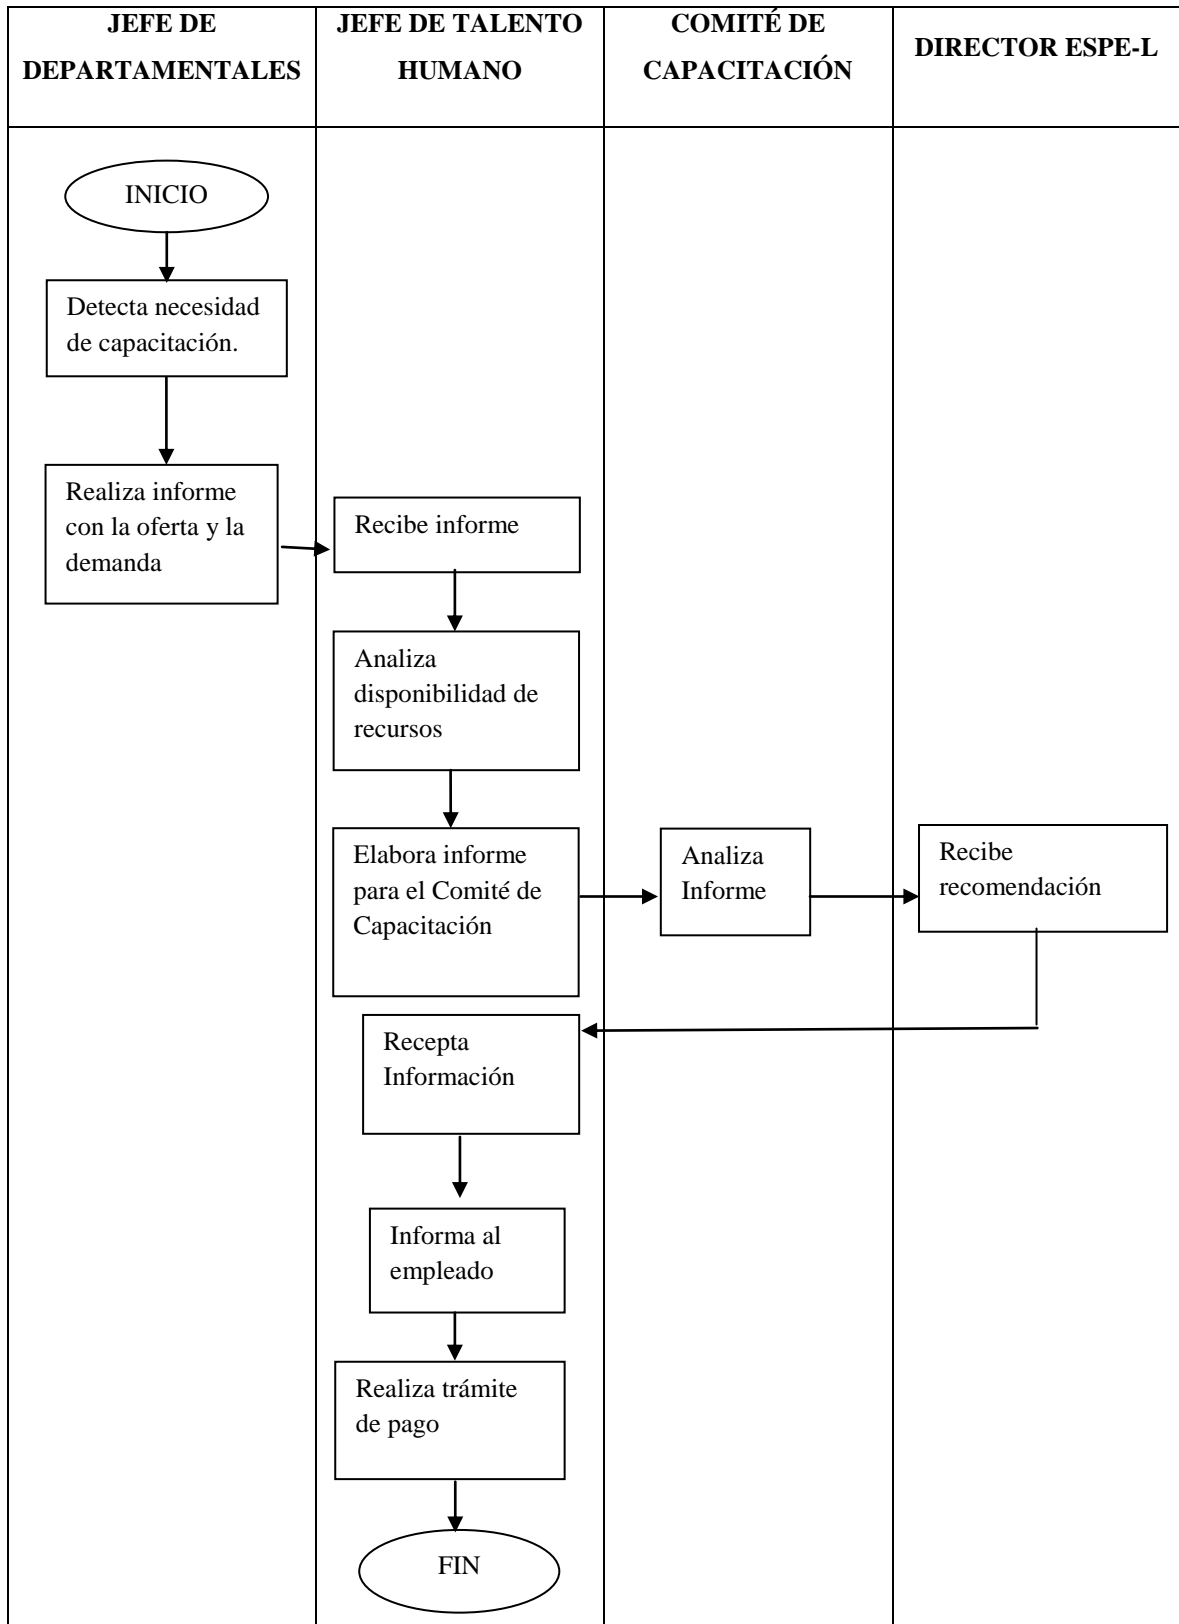 JEFE DE
DEPARTAMENTALES
JEFE DE TALENTO
HUMANO
COMITÉ DE
CAPACITACIÓN
DIRECTOR ESPE-L
INICIO
Detecta necesidad
de capacitación.
Realiza informe
con la oferta y la
demanda
Recibe informe
Analiza
disponibilidad de
recursos
Elabora informe
para el Comité de
Capacitación
Analiza
Informe
Recibe
recomendación
Recepta
Información
Informa al
empleado
Realiza trámite
de pago
FIN